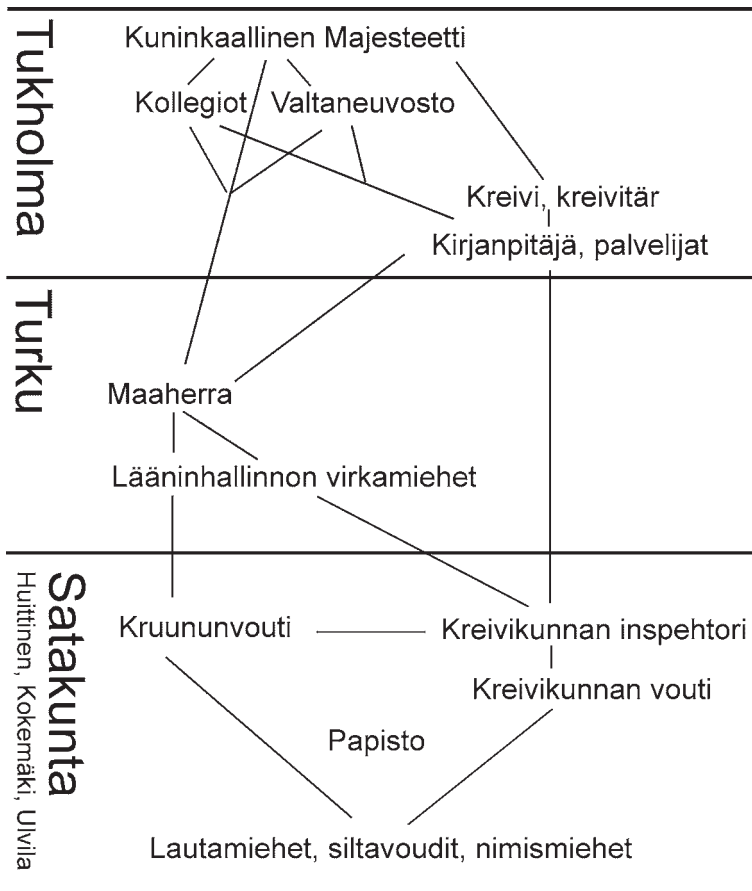 Tukholma
Kuninkaallinen Majesteetti
Kollegiot Valtaneuvosto
Kreivi, kreivitär
Kirjanpitäjä, palvelijat
Turku
Maaherra
Lääninhallinnon virkamiehet
Satakunta
Huittinen, Kokemäki, Ulvila
Kruununvouti Kreivikunnan inspehtori
Kreivikunnan vouti
Papisto
Lautamiehet, siltavoudit, nimismiehet